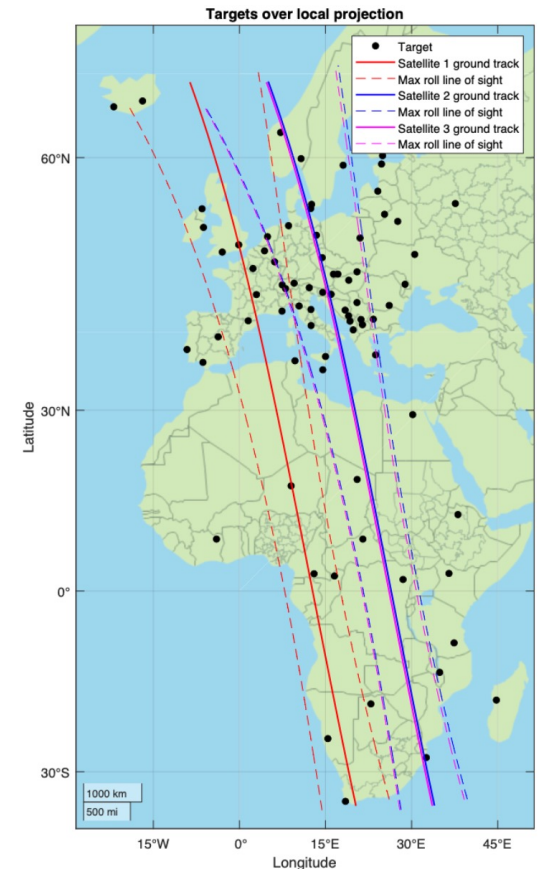 Targets over local projection
Target
Satellite 1 ground track
Max roll line of sight
Satellite 2 ground track
Max roll line of sight
Satellite 3 ground track
Max roll line of sight
60°N
30°N
0°
30°S
Latitude
1000 km
500 mi
15°W 0° 15°E 30°E 45°E
Longitude